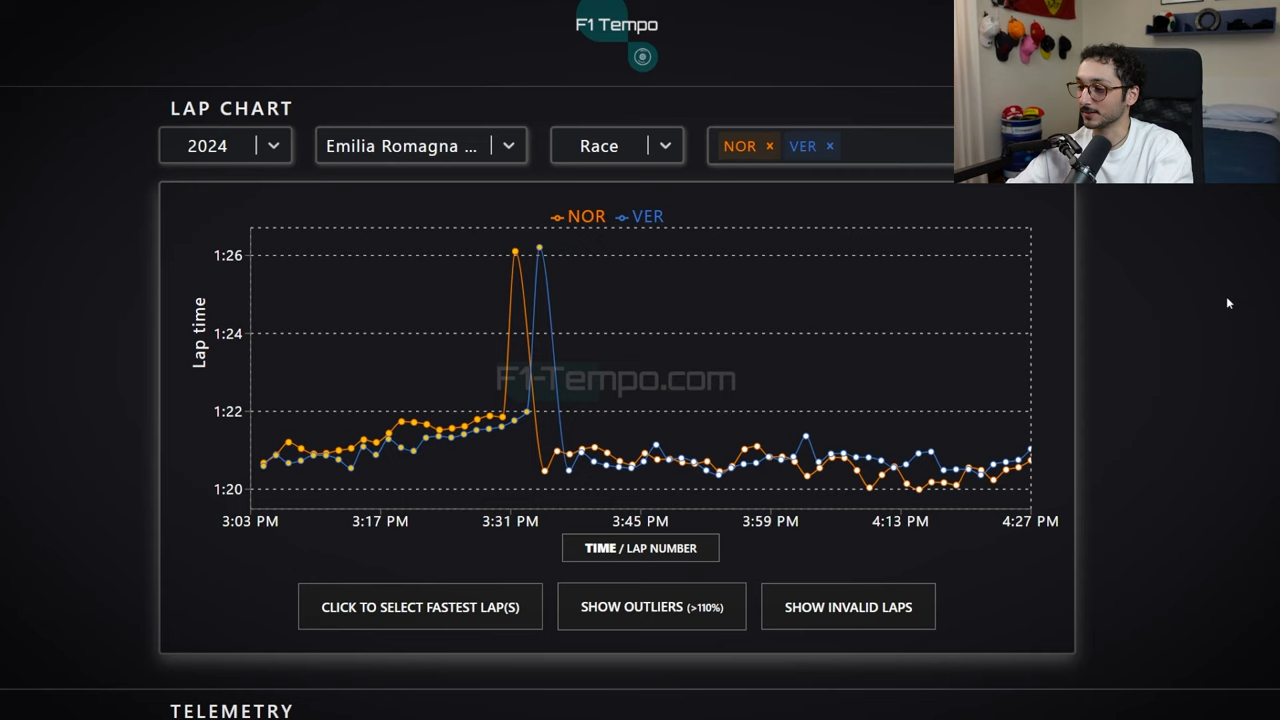 F1 Tempo
LAP CHART
2024
Emilia Romagna ...
Race
NOR ×
VER ×
NOR
VER
Lap time
1:26
1:24
1:22
1:20
F1-Tempo.com
3:03 PM
3:17 PM
3:31 PM
3:45 PM
3:59 PM
4:13 PM
4:27 PM
TIME / LAP NUMBER
CLICK TO SELECT FASTEST LAP(S)
SHOW OUTLIERS (>110%)
SHOW INVALID LAPS
TELEMETRY